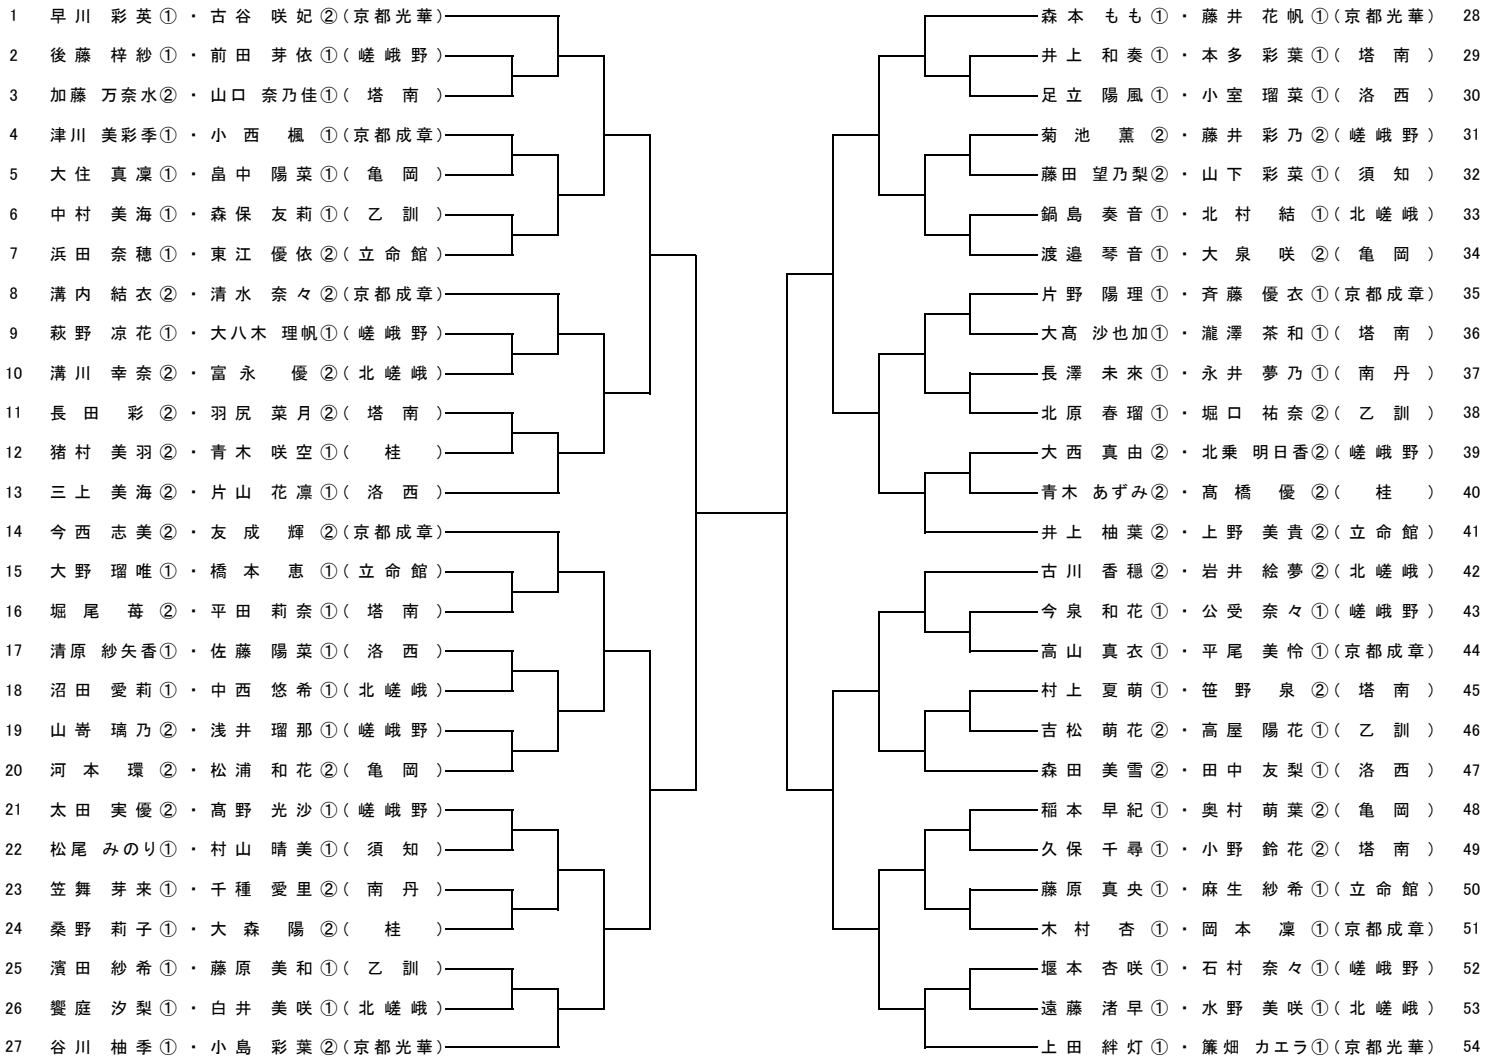 1 早川 彩英① ・ 古谷 咲妃②(京都光華)
2 後藤 梓紗① ・ 前田 芽依①(嵯峨野)
3 加藤 万奈水② ・ 山口 奈乃佳①(塔南)
4 津川 美彩季① ・ 小西 楓①(京都成章)
5 大住 真凜① ・ 畠中 陽菜①(亀岡)
6 中村 美海① ・ 森保 友莉①(乙訓)
7 浜田 奈穂① ・ 東江 優依②(立命館)
8 溝内 結衣② ・ 清水 奈々②(京都成章)
9 萩野 凉花① ・ 大八木 理帆①(嵯峨野)
10 溝川 幸奈② ・ 富永 優②(北嵯峨)
11 長田 彩② ・ 羽尻 菜月②(塔南)
12 猪村 美羽② ・ 青木 咲空①(桂)
13 三上 美海② ・ 片山 花凛①(洛西)
14 今西 志美② ・ 友成 輝②(京都成章)
15 大野 瑠唯① ・ 橋本 恵①(立命館)
16 堀尾 苺② ・ 平田 莉奈①(塔南)
17 清原 紗矢香① ・ 佐藤 陽菜①(洛西)
18 沼田 愛莉① ・ 中西 悠希①(北嵯峨)
19 山嵜 璃乃② ・ 浅井 瑠那①(嵯峨野)
20 河本 環② ・ 松浦 和花②(亀岡)
21 太田 実優② ・ 髙野 光沙①(嵯峨野)
22 松尾 みのり① ・ 村山 晴美①(須知)
23 笠舞 芽来① ・ 千種 愛里②(南丹)
24 桑野 莉子① ・ 大森 陽②(桂)
25 濱田 紗希① ・ 藤原 美和①(乙訓)
26 饗庭 汐梨① ・ 白井 美咲①(北嵯峨)
27 谷川 柚季① ・ 小島 彩葉②(京都光華)
森本 もも① ・ 藤井 花帆①(京都光華) 28
井上 和奏① ・ 本多 彩葉①(塔南) 29
足立 陽風① ・ 小室 瑠菜①(洛西) 30
菊池 薫② ・ 藤井 彩乃②(嵯峨野) 31
藤田 望乃梨② ・ 山下 彩菜①(須知) 32
鍋島 奏音① ・ 北村 結①(北嵯峨) 33
渡邉 琴音① ・ 大泉 咲②(亀岡) 34
片野 陽理① ・ 斉藤 優衣①(京都成章) 35
大髙 沙也加① ・ 瀧澤 茶和①(塔南) 36
長澤 未來① ・ 永井 夢乃①(南丹) 37
北原 春瑠① ・ 堀口 祐奈②(乙訓) 38
大西 真由② ・ 北乗 明日香②(嵯峨野) 39
青木 あずみ② ・ 髙橋 優②(桂) 40
井上 柚葉② ・ 上野 美貴②(立命館) 41
古川 香穏② ・ 岩井 絵夢②(北嵯峨) 42
今泉 和花① ・ 公受 奈々①(嵯峨野) 43
高山 真衣① ・ 平尾 美怜①(京都成章) 44
村上 夏萌① ・ 笹野 泉②(塔南) 45
吉松 萌花② ・ 高屋 陽花①(乙訓) 46
森田 美雪② ・ 田中 友梨①(洛西) 47
稲本 早紀① ・ 奥村 萌葉②(亀岡) 48
久保 千尋① ・ 小野 鈴花②(塔南) 49
藤原 真央① ・ 麻生 紗希①(立命館) 50
木村 杏① ・ 岡本 凜①(京都成章) 51
堰本 杏咲① ・ 石村 奈々①(嵯峨野) 52
遠藤 渚早① ・ 水野 美咲①(北嵯峨) 53
上田 絆灯① ・ 簾畑 カエラ①(京都光華) 54